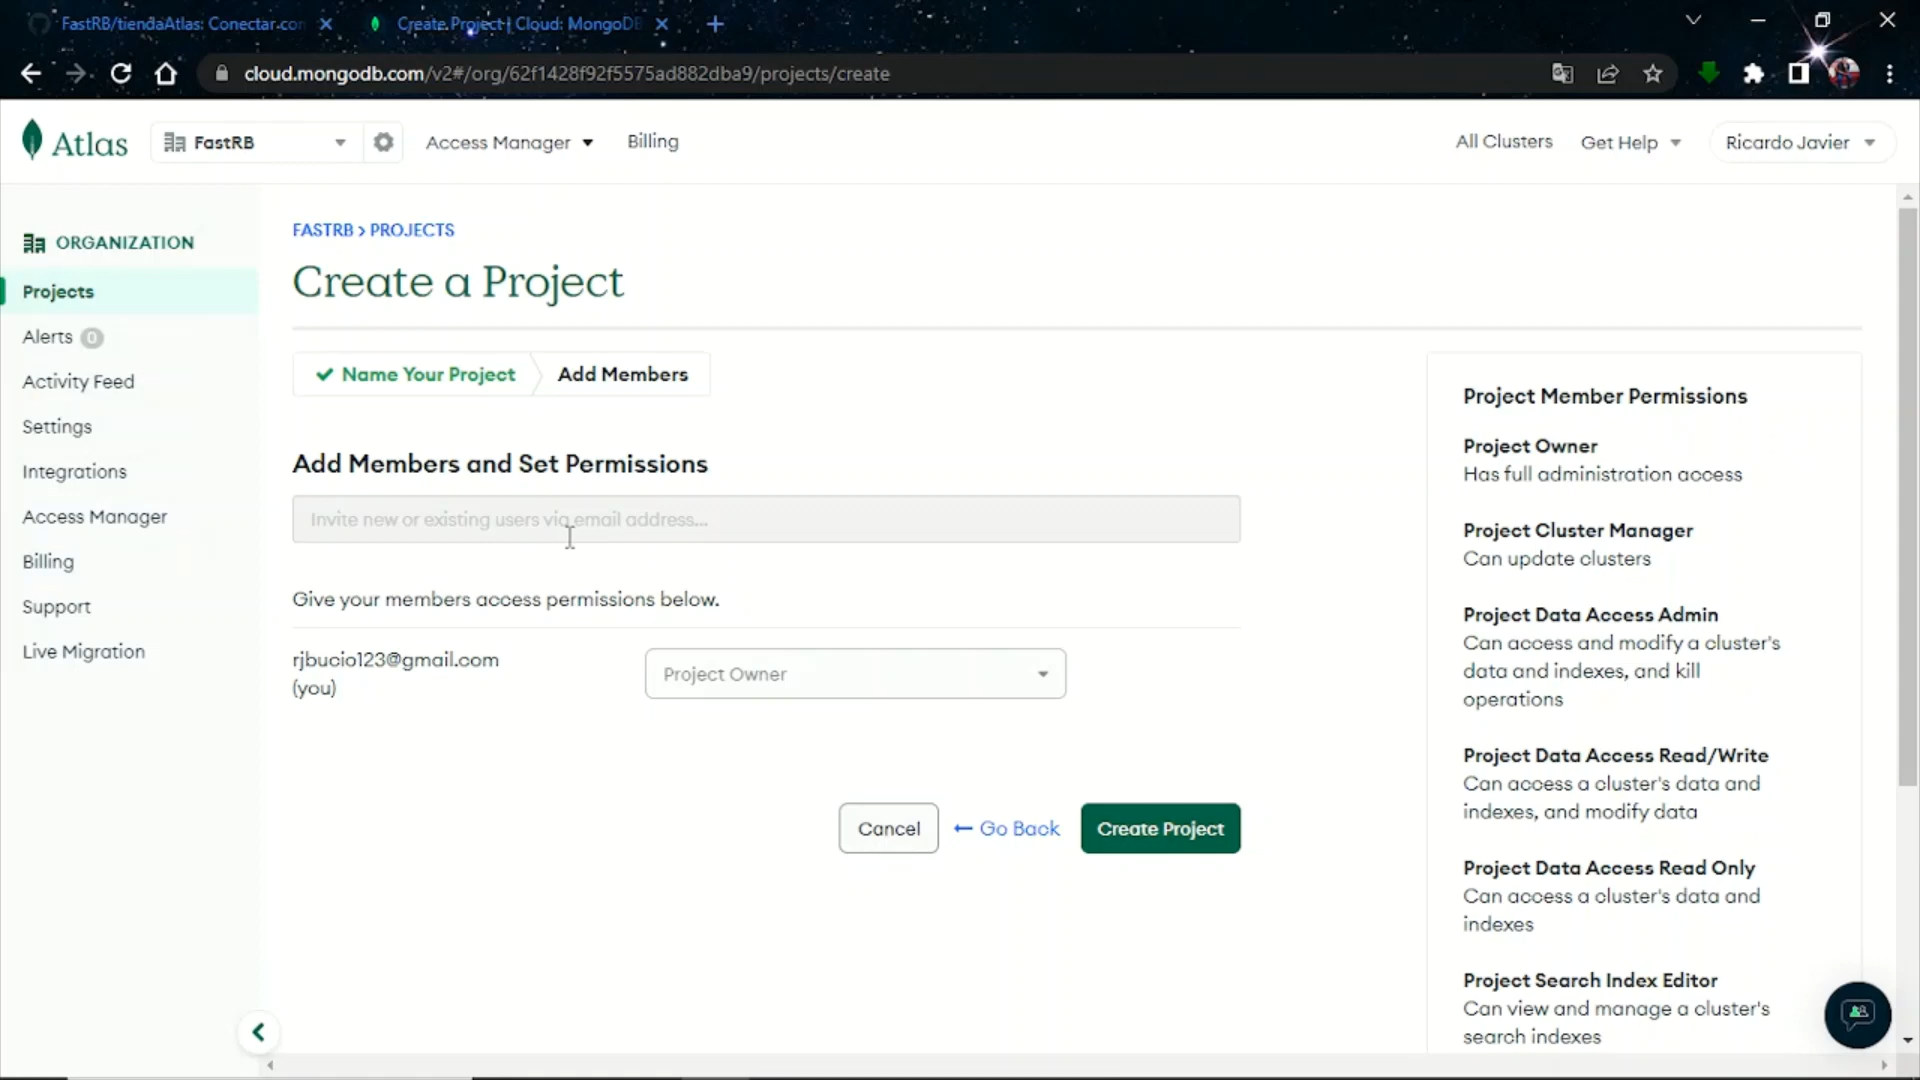 FastRB/tiendaAtlas: Conectar.con
Create Project | Cloud: MongoDB
cloud.mongodb.com/v2#/org/62f1428f92f5575ad882dba9/projects/create
Atlas
FastRB
Access Manager
Billing
All Clusters
Get Help
Ricardo Javier
ORGANIZATION
Projects
Alerts 0
Activity Feed
Settings
Integrations
Access Manager
Billing
Support
Live Migration
FASTRB > PROJECTS
Create a Project
Name Your Project
Add Members
Add Members and Set Permissions
Invite new or existing users via email address...
Give your members access permissions below.
rjbucio123@gmail.com
(you)
Project Owner
Cancel
Go Back
Create Project
Project Member Permissions
Project Owner
Has full administration access
Project Cluster Manager
Can update clusters
Project Data Access Admin
Can access and modify a cluster's
data and indexes, and kill
operations
Project Data Access Read/Write
Can access a cluster's data and
indexes, and modify data
Project Data Access Read Only
Can access a cluster's data and
indexes
Project Search Index Editor
Can view and manage a cluster's
search indexes